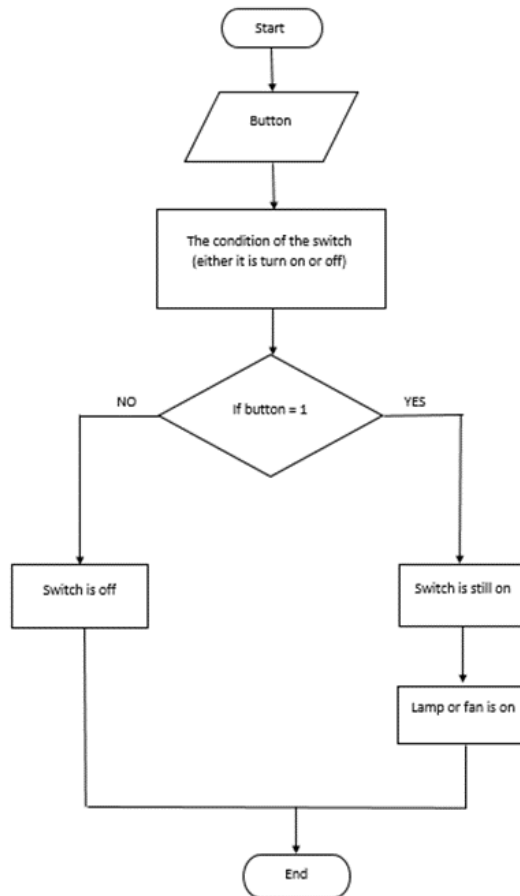 Start
Button
The condition of the switch
(either it is turn on or off)
If button = 1
NO
YES
Switch is off
Switch is still on
Lamp or fan is on
End